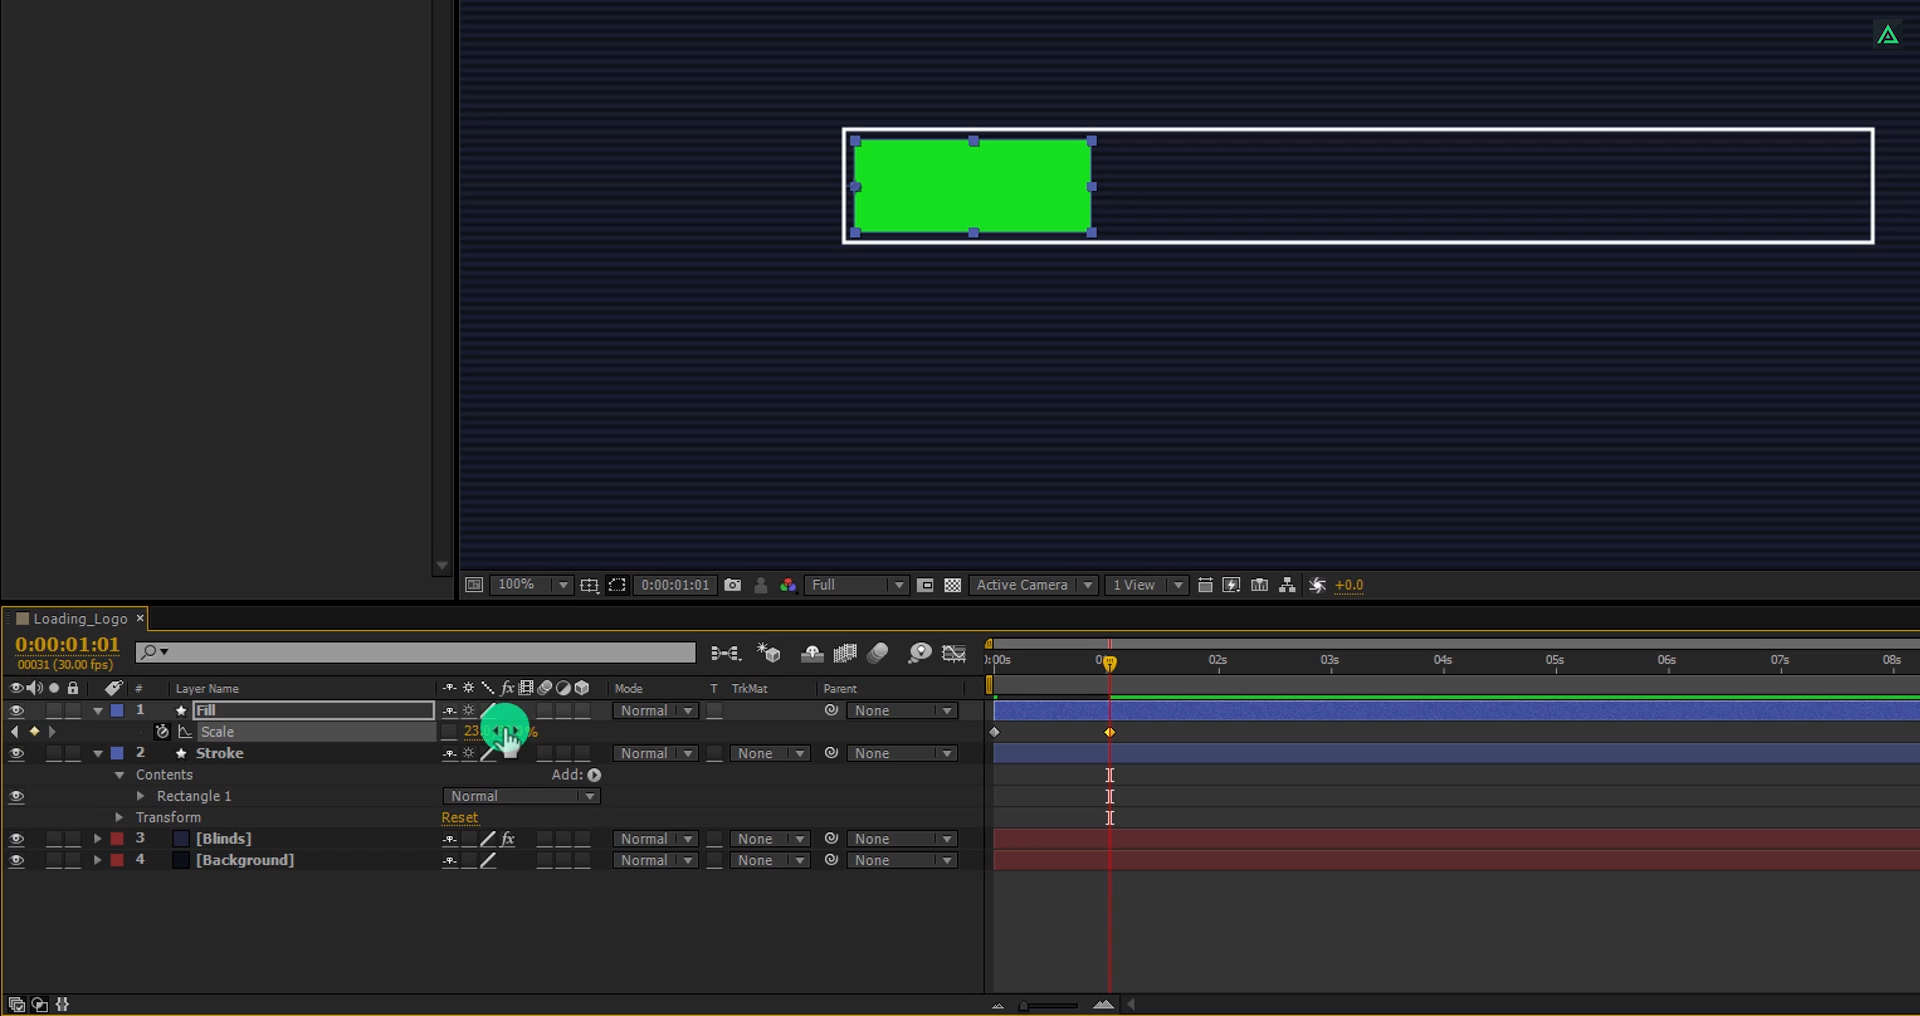 100%
0:00:01:01
Full
Active Camera
1 View
+0.0
Loading_Logo ×
0:00:01:01
00031 (30.00 fps)
):00s 02s 03s 04s 05s 06s 07s 08s
# Layer Name fx Mode T TrkMat Parent
1 Fill Normal None
Scale %
2 Stroke Normal None None
Contents Add:
Rectangle 1 Normal
Transform Reset
3 [Blinds] fx Normal None None
4 [Background] Normal None None